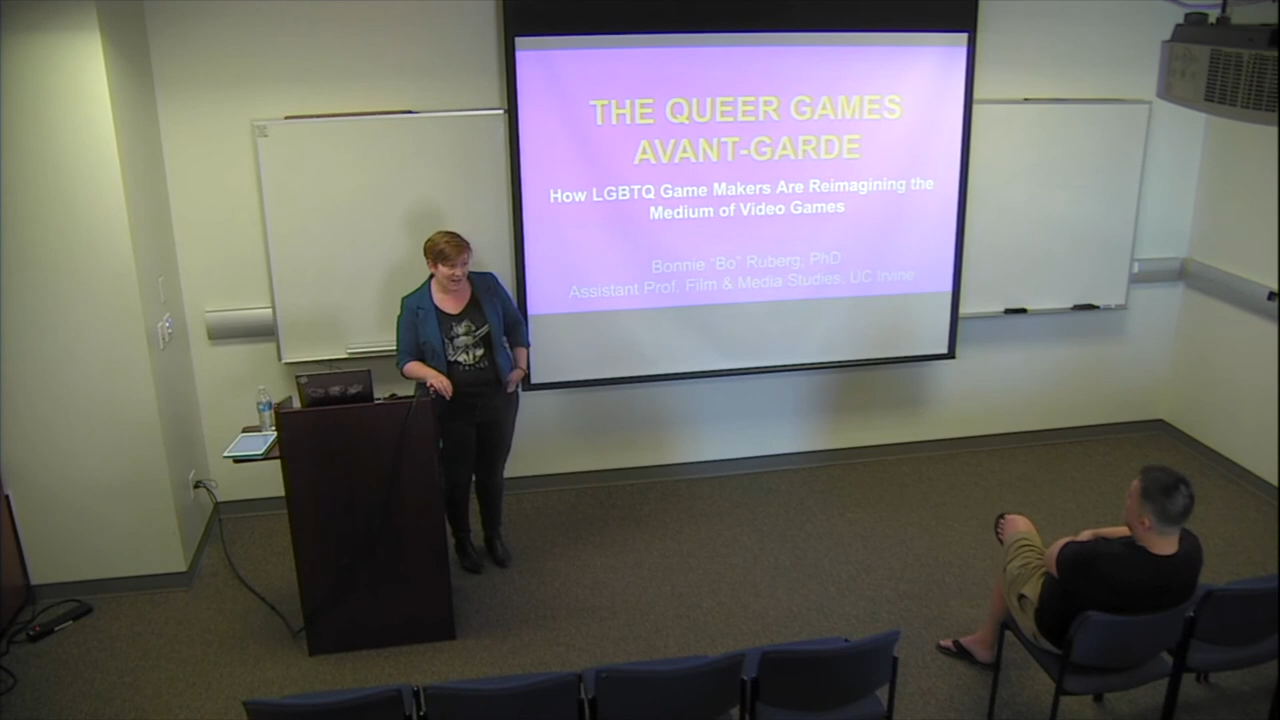 THE QUEER GAMES
AVANT-GARDE
How LGBTQ Game Makers Are Reimagining the
Medium of Video Games
Bonnie "Bo" Ruberg, PhD
Assistant Prof. Film & Media Studies, UC Irvine